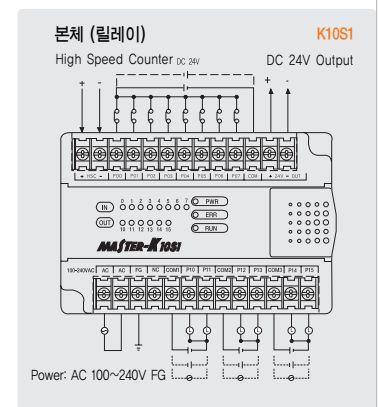 본체 (릴레이) K10S1
High Speed Counter DC 24V DC 24V Output
+ - + -
+ HSC - P00 P01 P02 P03 P04 P05 P06 P07 COM + 24V - OUT
0 1 2 3 4 5 6 7
IN
PWR
ERR
OUT
RUN
10 11 12 13 14 15
MASTER-K 10S1
100-240VAC AC AC FG NC COM1 P10 P11 COM2 P12 P13 COM3 P14 P15
Power: AC 100~240V FG